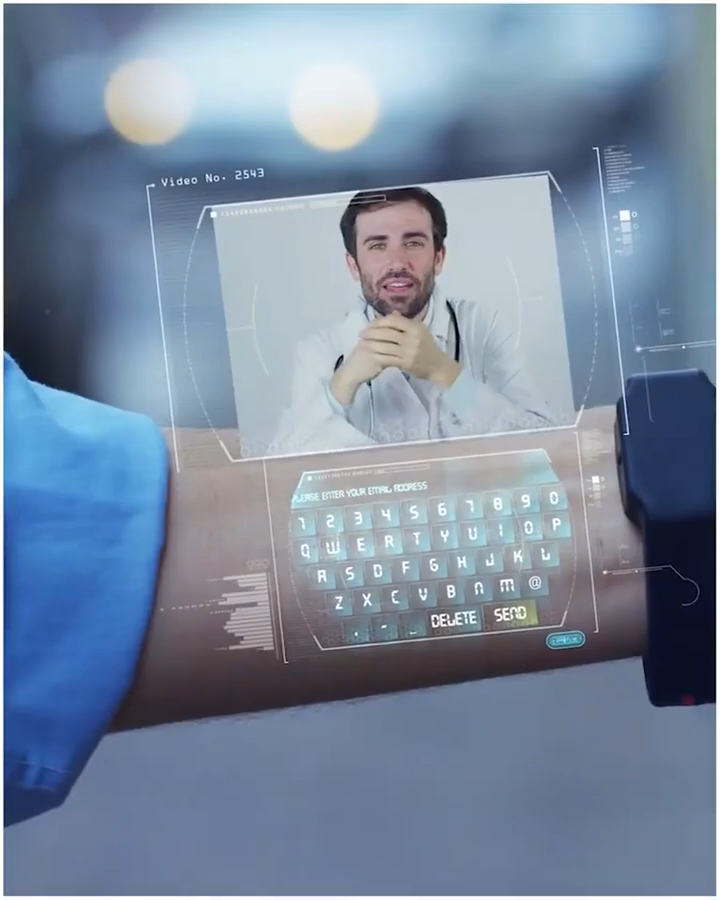 Video No. 2543
PLEASE ENTER YOUR EMAIL ADDRESS
1 2 3 4 5 6 7 8 9 0
Q W E R T Y U I O P
A S D F G H J K L
Z X C V B N M @
. - _ DELETE SEND